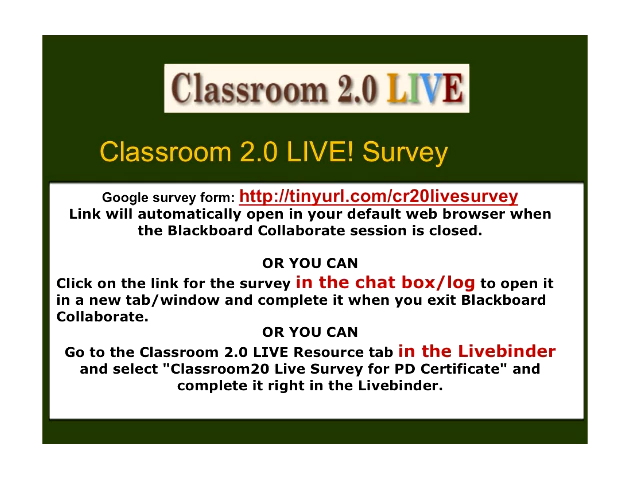 Classroom 2.0 LIVE
Classroom 2.0 LIVE! Survey
Google survey form: http://tinyurl.com/cr20livesurvey
Link will automatically open in your default web browser when
the Blackboard Collaborate session is closed.
OR YOU CAN
Click on the link for the survey in the chat box/log to open it
in a new tab/window and complete it when you exit Blackboard
Collaborate.
OR YOU CAN
Go to the Classroom 2.0 LIVE Resource tab in the Livebinder
and select "Classroom20 Live Survey for PD Certificate" and
complete it right in the Livebinder.